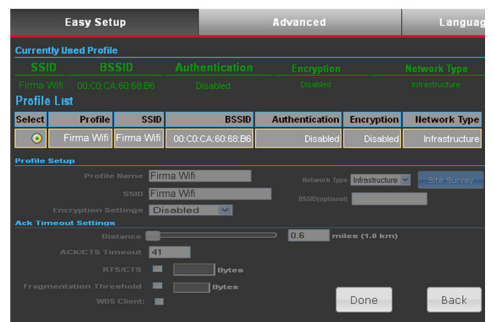 Easy Setup Advanced Languag
Currently Used Profile
SSID BSSID Authentication Encryption Network Type
Firma Wifi 00:C0:CA:60:68:B6 Disabled Disabled Infrastructure
Profile List
Select Profile SSID BSSID Authentication Encryption Network Type
Firma Wifi Firma Wifi 00:C0:CA:60:68:B6 Disabled Disabled Infrastructure
Profile Setup
Profile Name Firma Wifi Network Type Infrastructure Site Survey
SSID Firma Wifi BSSID(optional)
Encryption Settings Disabled
Ack Timeout Settings
Distance 0.6 miles (1.0 km)
ACK/CTS Timeout 41
RTS/CTS Bytes
Fragmentation Threshold Bytes
WDS Client:
Done Back